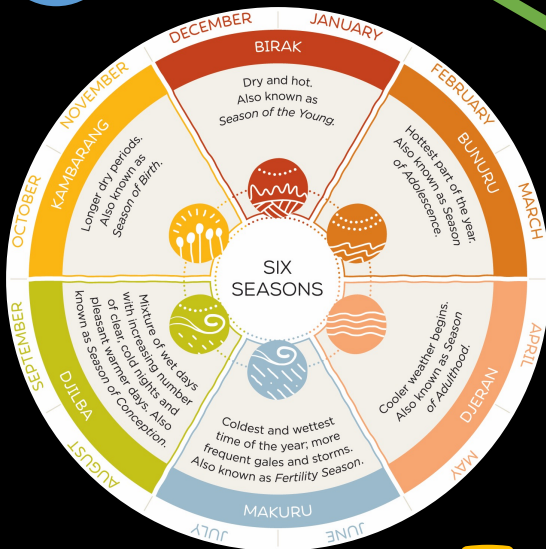 DECEMBER
JANUARY
BIRAK
Dry and hot.
Also known as
Season of the Young.
FEBRUARY
MARCH
BUNURU
Hottest part of the year.
Also known as Season
of Adolescence.
APRIL
MAY
DJERAN
Cooler weather begins.
Also known as Season
of Adulthood.
JUNE
JULY
MAKURU
Coldest and wettest
time of the year; more
frequent gales and storms.
Also known as Fertility Season.
AUGUST
SEPTEMBER
DJILBA
Mixture of wet days
with increasing number
of clear, cold nights and
pleasant warmer days. Also
known as Season of Conception.
OCTOBER
NOVEMBER
KAMBARANG
Longer dry periods.
Also known as
Season of Birth.
SIX
SEASONS